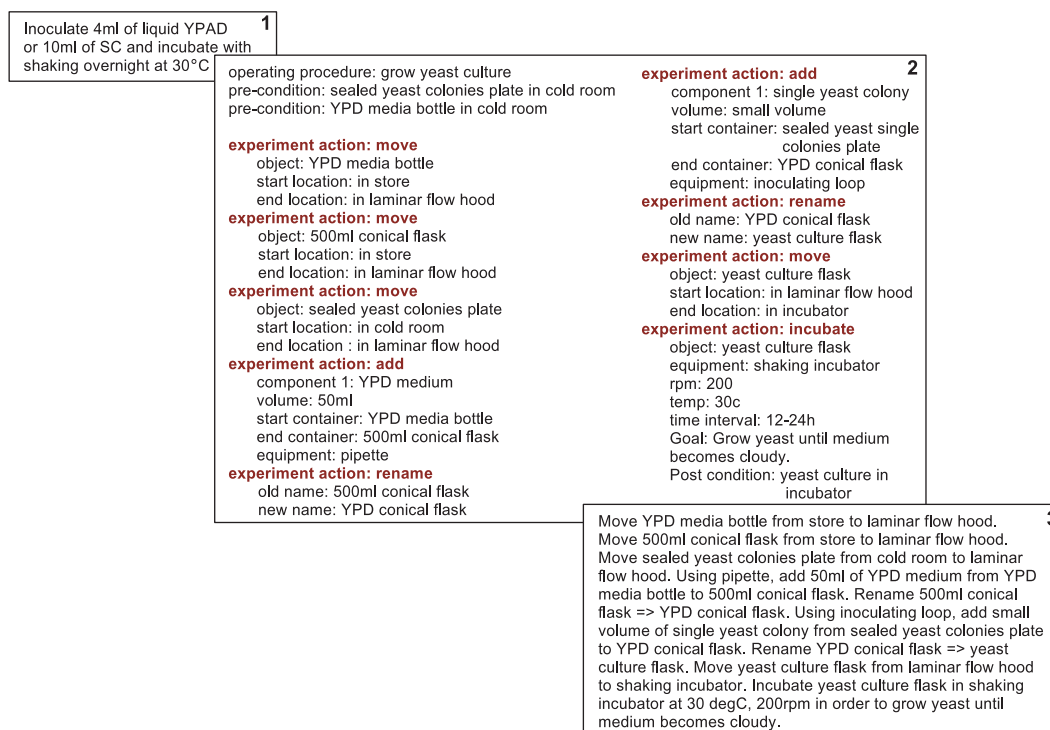 1
Inoculate 4ml of liquid YPAD
or 10ml of SC and incubate with
shaking overnight at 30°C
2
operating procedure: grow yeast culture
pre-condition: sealed yeast colonies plate in cold room
pre-condition: YPD media bottle in cold room
experiment action: move
object: YPD media bottle
start location: in store
end location: in laminar flow hood
experiment action: move
object: 500ml conical flask
start location: in store
end location: in laminar flow hood
experiment action: move
object: sealed yeast colonies plate
start location: in cold room
end location : in laminar flow hood
experiment action: add
component 1: YPD medium
volume: 50ml
start container: YPD media bottle
end container: 500ml conical flask
equipment: pipette
experiment action: rename
old name: 500ml conical flask
new name: YPD conical flask
experiment action: add
component 1: single yeast colony
volume: small volume
start container: sealed yeast single
colonies plate
end container: YPD conical flask
equipment: inoculating loop
experiment action: rename
old name: YPD conical flask
new name: yeast culture flask
experiment action: move
object: yeast culture flask
start location: in laminar flow hood
end location: in incubator
experiment action: incubate
object: yeast culture flask
equipment: shaking incubator
rpm: 200
temp: 30c
time interval: 12-24h
Goal: Grow yeast until medium
becomes cloudy.
Post condition: yeast culture in
incubator
3
Move YPD media bottle from store to laminar flow hood.
Move 500ml conical flask from store to laminar flow hood.
Move sealed yeast colonies plate from cold room to laminar
flow hood. Using pipette, add 50ml of YPD medium from YPD
media bottle to 500ml conical flask. Rename 500ml conical
flask => YPD conical flask. Using inoculating loop, add small
volume of single yeast colony from sealed yeast colonies plate
to YPD conical flask. Rename YPD conical flask => yeast
culture flask. Move yeast culture flask from laminar flow hood
to shaking incubator. Incubate yeast culture flask in shaking
incubator at 30 degC, 200rpm in order to grow yeast until
medium becomes cloudy.